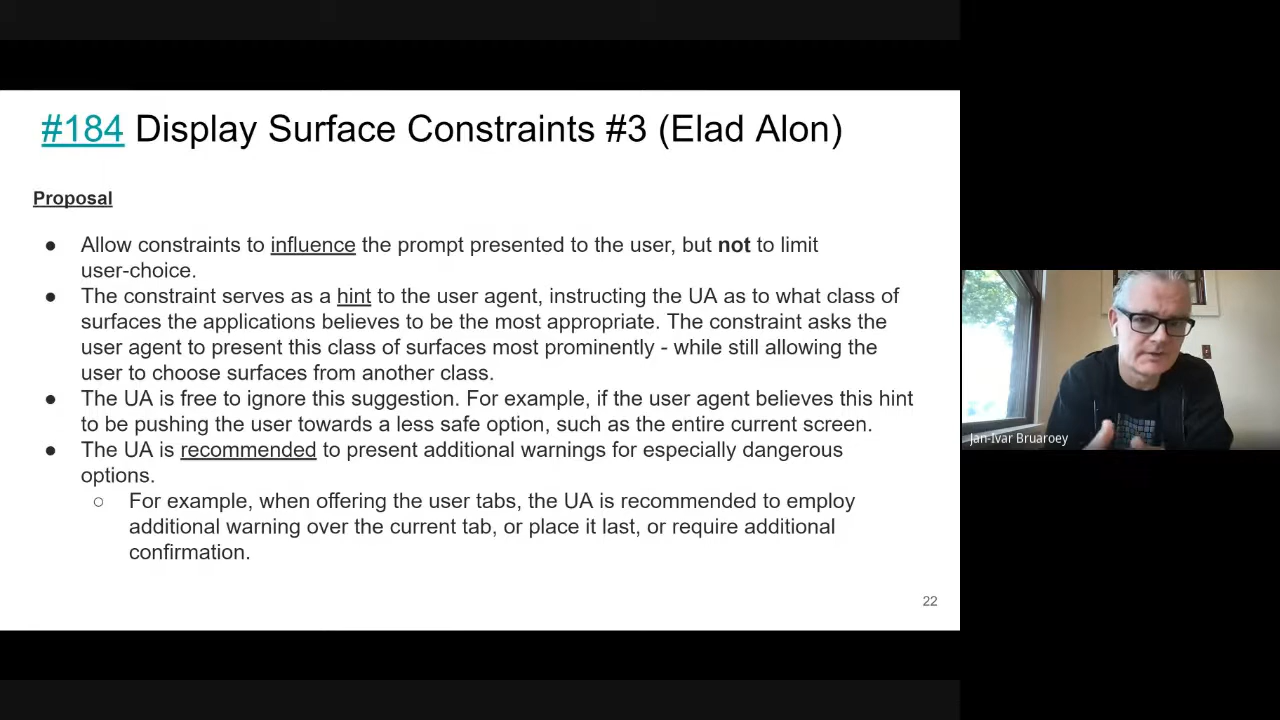 #184 Display Surface Constraints #3 (Elad Alon)
Proposal
● Allow constraints to influence the prompt presented to the user, but not to limit
user-choice.
● The constraint serves as a hint to the user agent, instructing the UA as to what class of
surfaces the applications believes to be the most appropriate. The constraint asks the
user agent to present this class of surfaces most prominently - while still allowing the
user to choose surfaces from another class.
● The UA is free to ignore this suggestion. For example, if the user agent believes this hint
to be pushing the user towards a less safe option, such as the entire current screen.
● The UA is recommended to present additional warnings for especially dangerous
options.
○ For example, when offering the user tabs, the UA is recommended to employ
additional warning over the current tab, or place it last, or require additional
confirmation.
22
Jan-Ivar Bruaroey